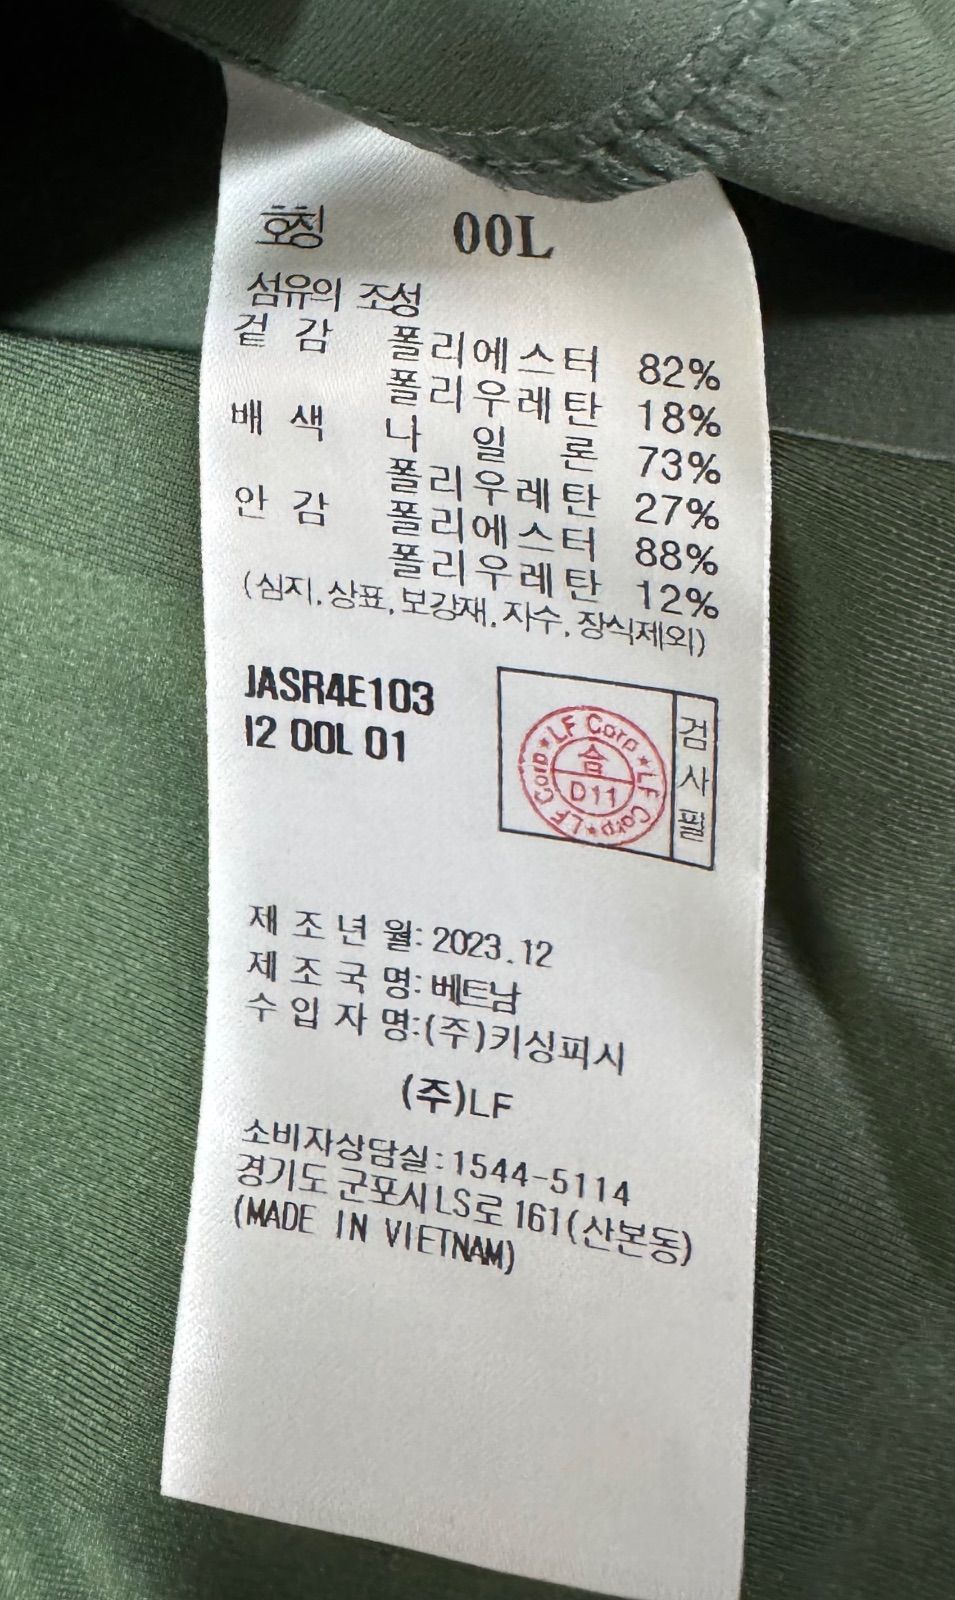 호칭 00L
섬유의 조성
겉 감 폴리에스터 82%
폴리우레탄 18%
배 색 나 일 론 73%
폴리우레탄 27%
안 감 폴리에스터 88%
폴리우레탄 12%
(심지, 상표, 보강재, 자수, 장식제외)
JASR4E103
I2 00L 01
LF Corp ★ LF Corp ★ LF Corp ★
合
D11
검사필
제 조 년 월: 2023.12
제 조 국 명: 베트남
수 입 자 명:(주)키싱피시
(주)LF
소비자상담실:1544-5114
경기도 군포시 LS로 161(산본동)
(MADE IN VIETNAM)